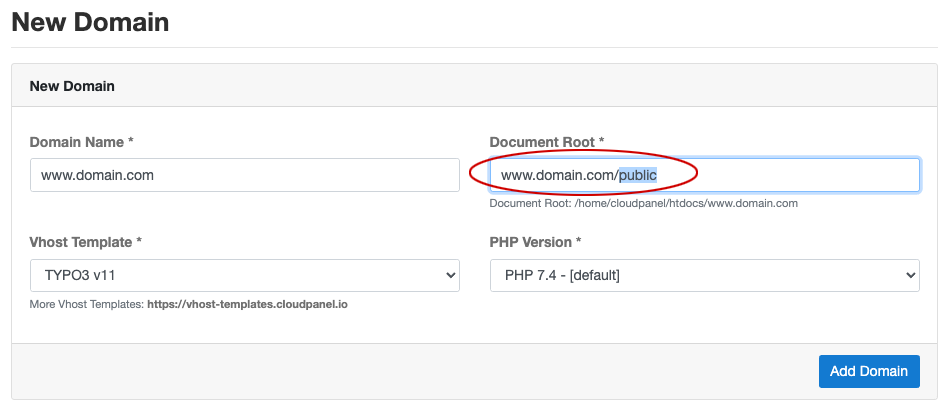 New Domain
New Domain
Domain Name *
Document Root *
www.domain.com
www.domain.com/public
Document Root: /home/cloudpanel/htdocs/www.domain.com
Vhost Template *
PHP Version *
TYPO3 v11
PHP 7.4 - [default]
More Vhost Templates: https://vhost-templates.cloudpanel.io
Add Domain